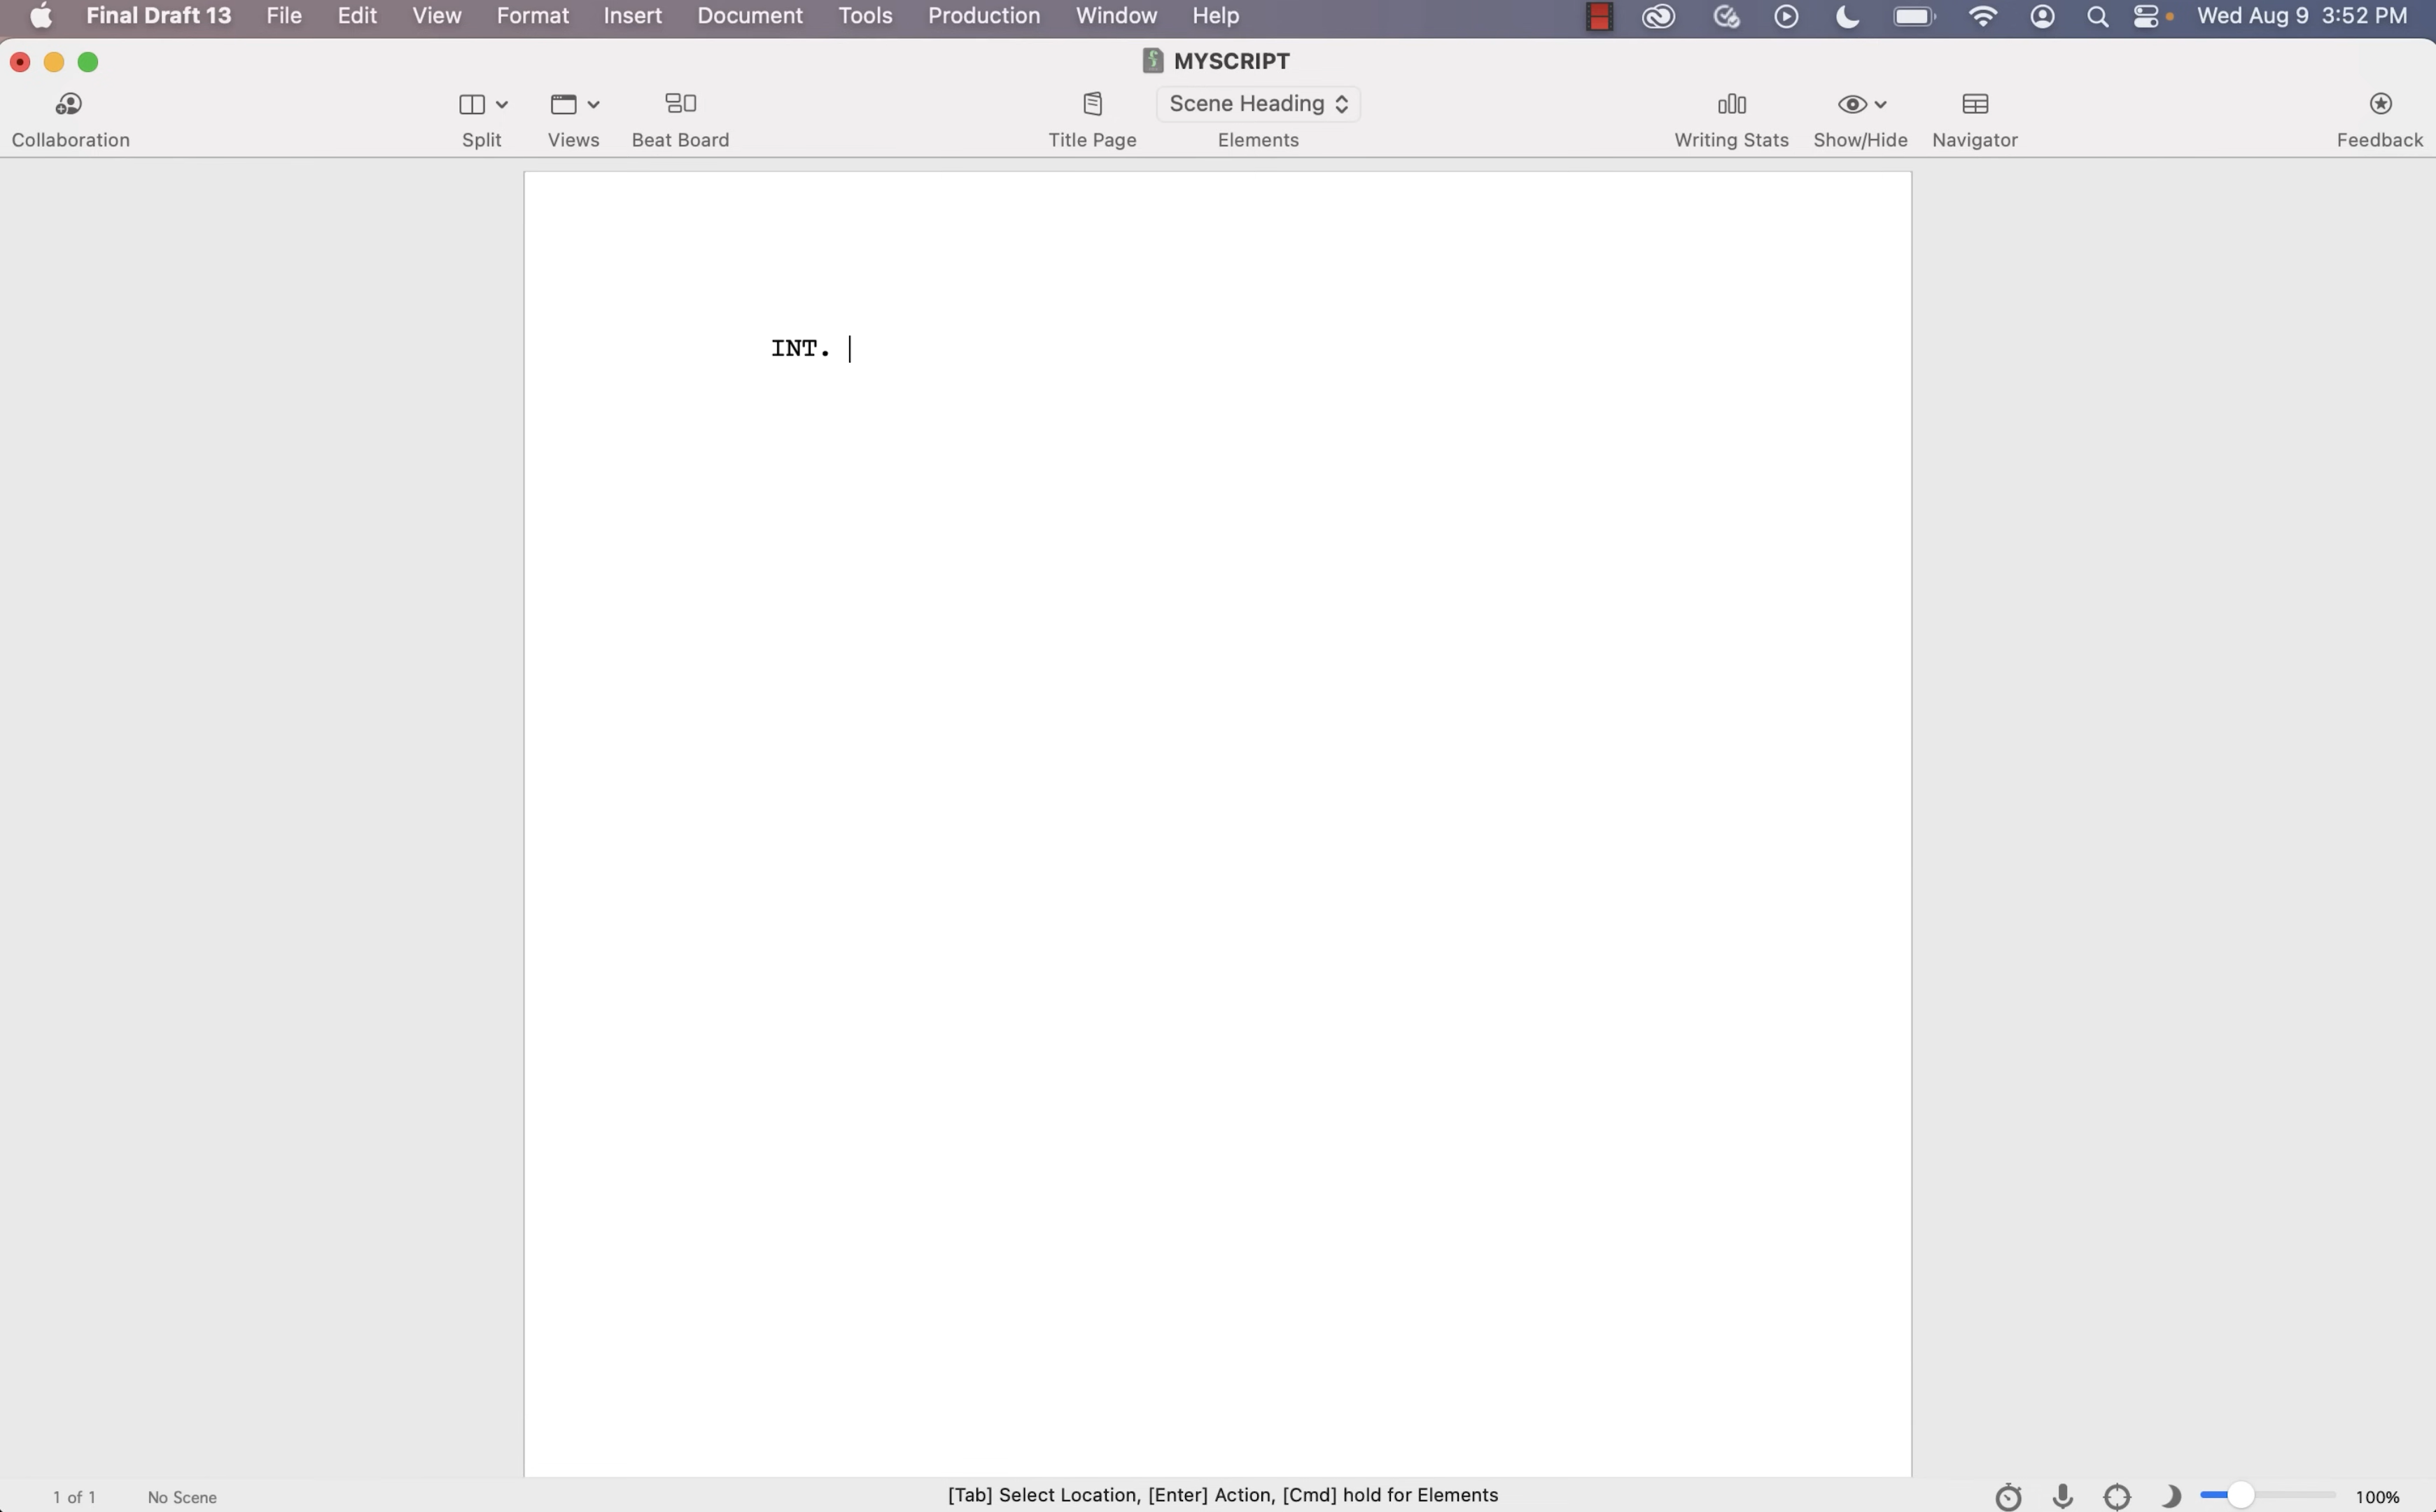 Final Draft 13 File Edit View Format Insert Document Tools Production Window Help Wed Aug 9 3:52 PM
MYSCRIPT
Scene Heading
Collaboration Split Views Beat Board Title Page Elements Writing Stats Show/Hide Navigator Feedback
INT.
1 of 1 No Scene [Tab] Select Location, [Enter] Action, [Cmd] hold for Elements 100%